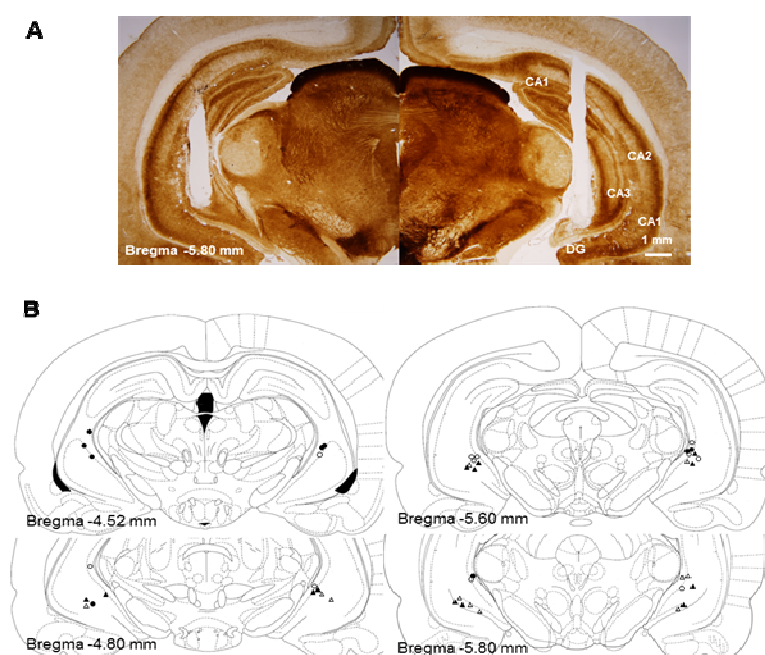 A
CA1
CA2
CA3
CA1
1 mm
DG
Bregma -5.80 mm
B
Bregma -4.52 mm
Bregma -5.60 mm
Bregma -4.80 mm
Bregma -5.80 mm